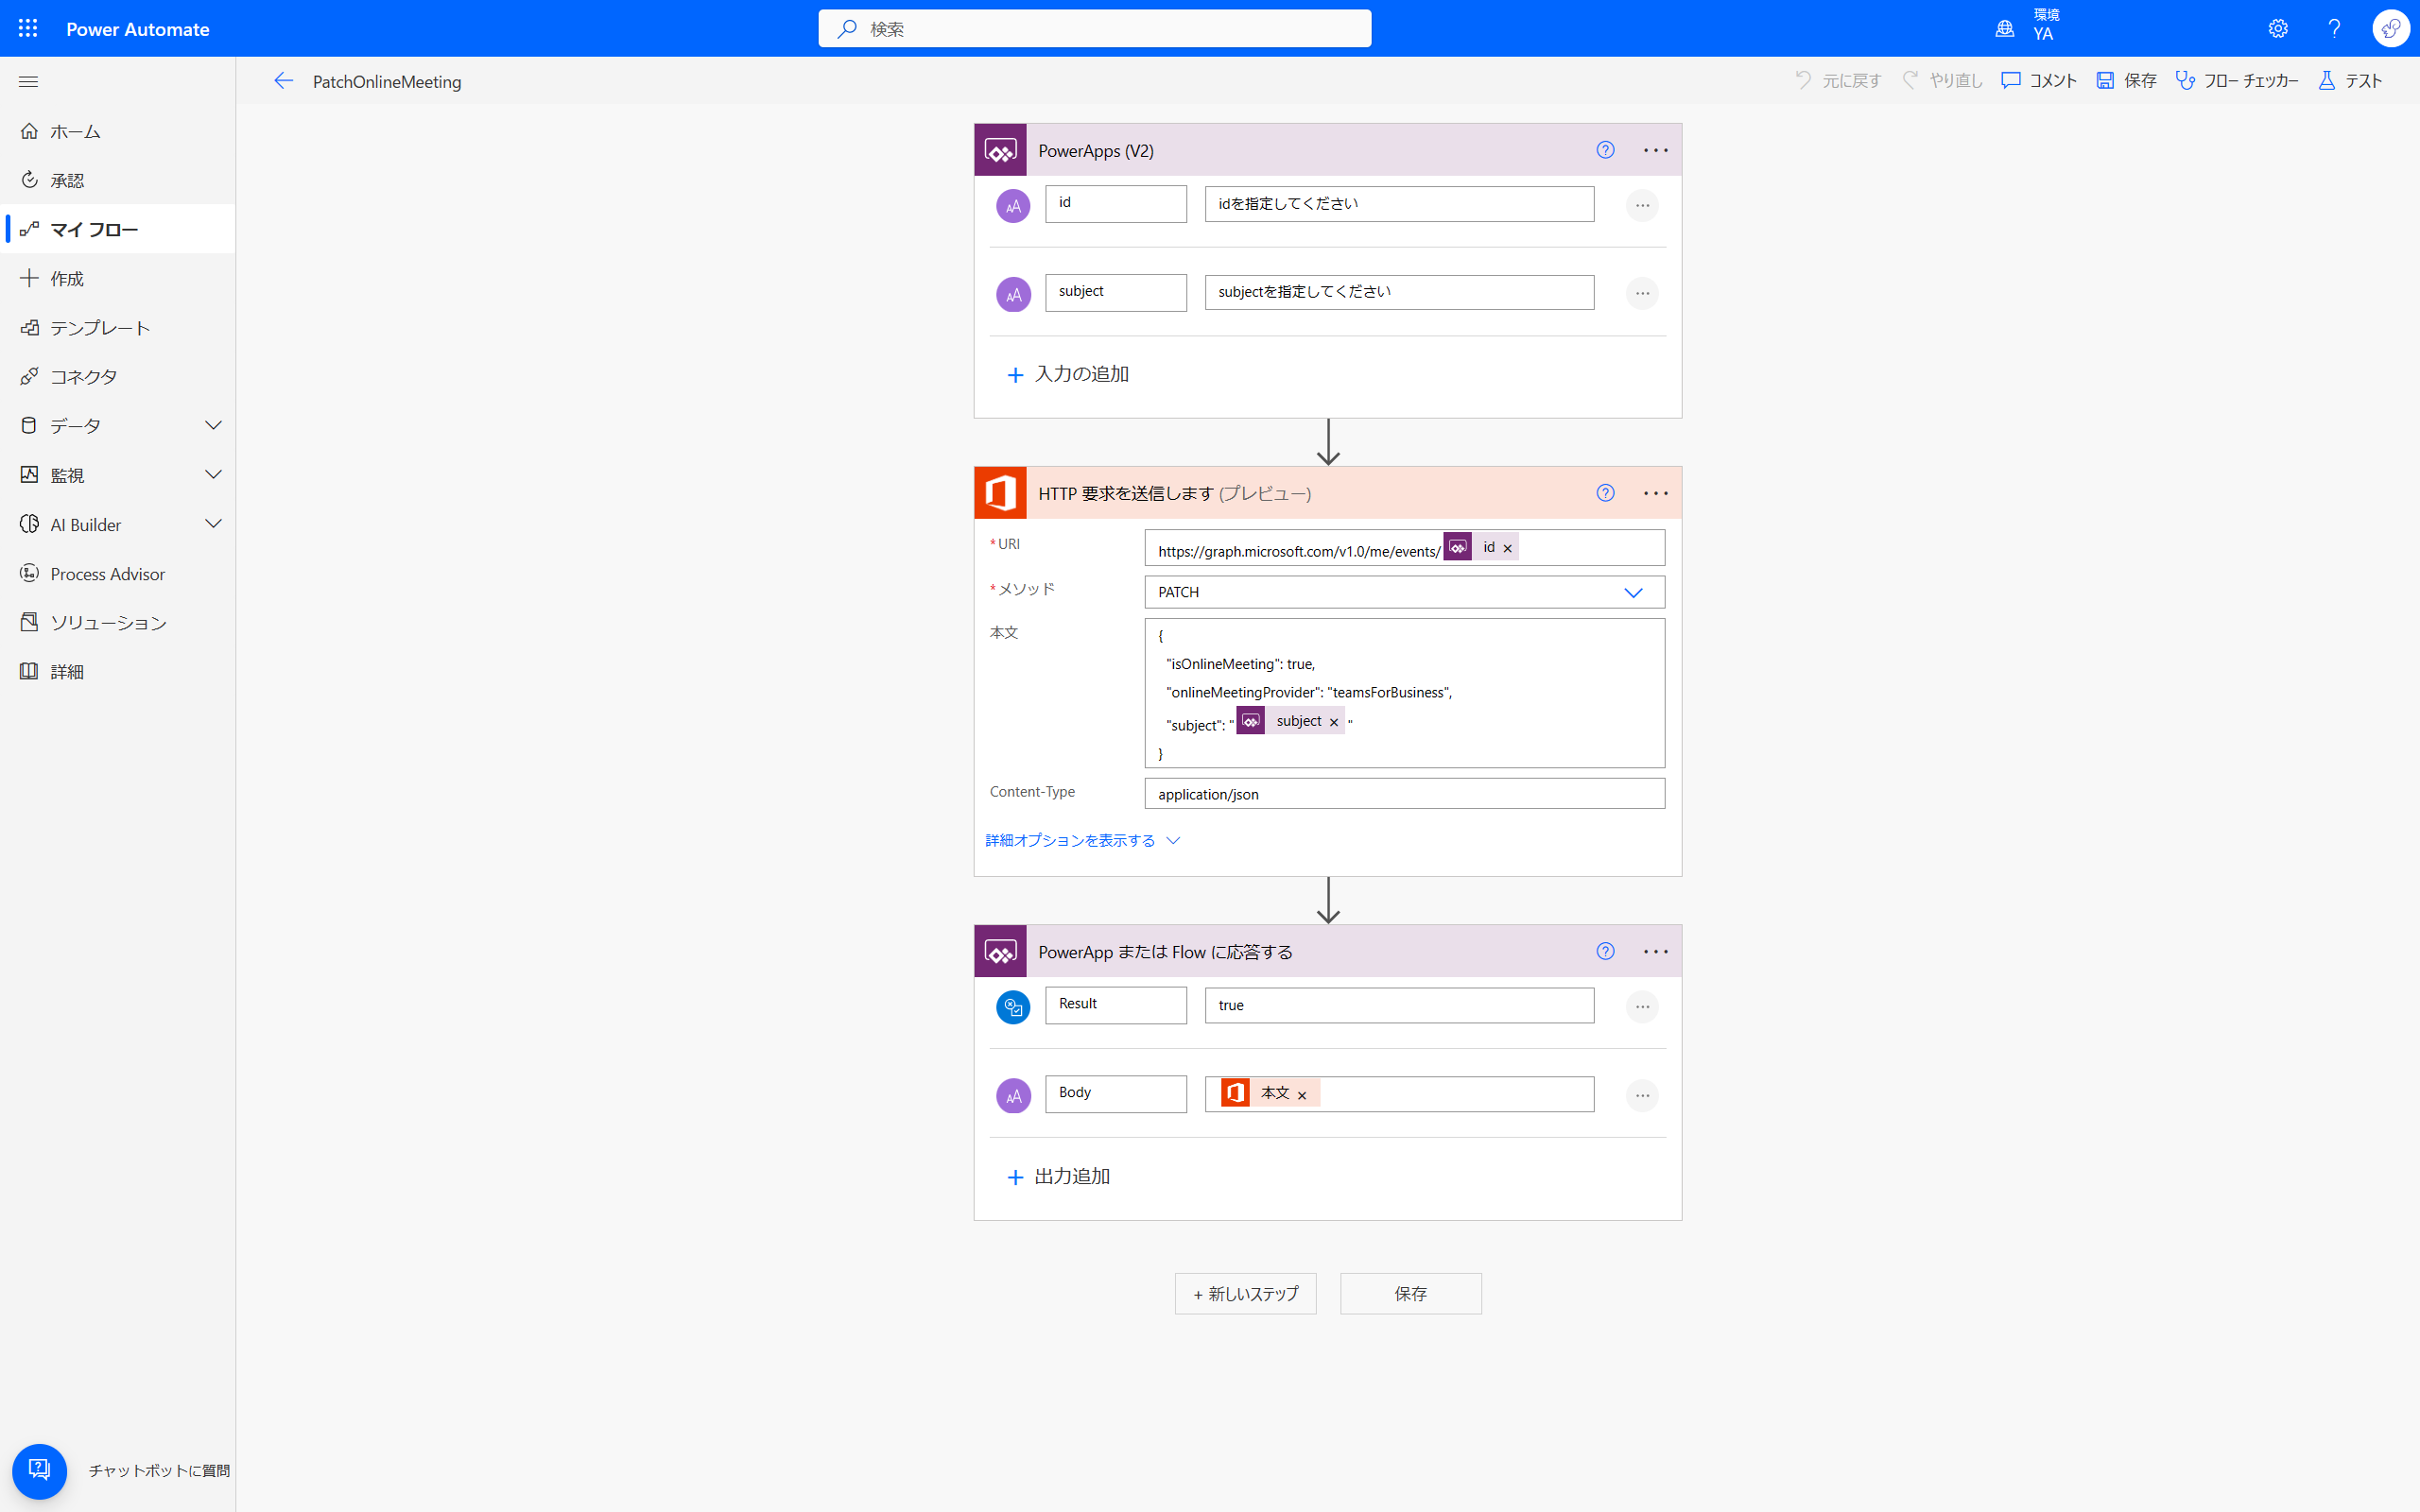 Power Automate
検索
環境
YA
PatchOnlineMeeting
元に戻す
やり直し
コメント
保存
フロー チェッカー
テスト
ホーム
承認
マイ フロー
作成
テンプレート
コネクタ
データ
監視
AI Builder
Process Advisor
ソリューション
詳細
チャットボットに質問
PowerApps (V2)
id
idを指定してください
subject
subjectを指定してください
+ 入力の追加
HTTP 要求を送信します (プレビュー)
* URI
https://graph.microsoft.com/v1.0/me/events/ id ×
* メソッド
PATCH
本文
{
"isOnlineMeeting": true,
"onlineMeetingProvider": "teamsForBusiness",
"subject": " subject × "
}
Content-Type
application/json
詳細オプションを表示する
PowerApp または Flow に応答する
Result
true
Body
本文 ×
+ 出力追加
+ 新しいステップ
保存